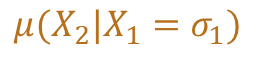 μ(X₂|X₁ = σ₁)